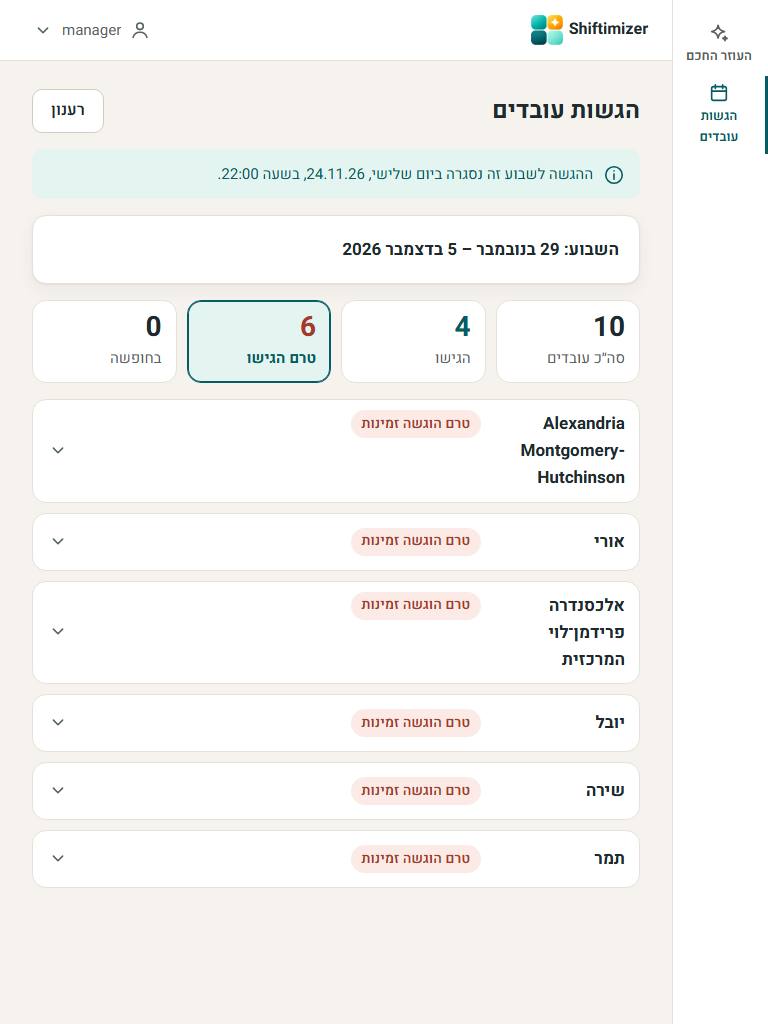 Shiftimizer
manager
העוזר החכם
הגשות
עובדים
הגשות עובדים
רענון
ההגשה לשבוע זה נסגרה ביום שלישי, 24.11.26, בשעה 22:00.
השבוע: 29 בנובמבר – 5 בדצמבר 2026
10
סה"כ עובדים
4
הגישו
6
טרם הגישו
0
בחופשה
Alexandria
Montgomery-
Hutchinson
טרם הוגשה זמינות
אורי
טרם הוגשה זמינות
אלכסנדרה
פרידמן־לוי
המרכזית
טרם הוגשה זמינות
יובל
טרם הוגשה זמינות
שירה
טרם הוגשה זמינות
תמר
טרם הוגשה זמינות